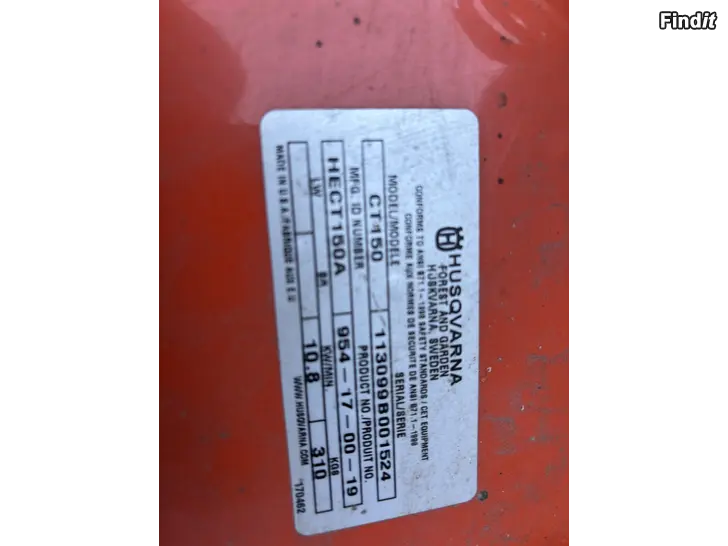 Findit
HUSQVARNA
FOREST AND GARDEN
HUSKVARNA, SWEDEN
CONFORMS TO ANSI B71.1-1998 SAFETY STANDARDS / CET EQUIPMENT
CONFORME AUX NORMES DE SECURITE DE ANSI B71.1-1998
MODEL/MODELE SERIAL/SERIE
CT150 113099B001524
MFG. ID NUMBER PRODUCT NO./PRODUIT NO.
HECT150A 954-17-00-19
LW KW/MIN. KGS
10.8 310
MADE IN U.S.A./FABRIQUE AUX E.U. WWW.HUSQVARNA.COM 170462